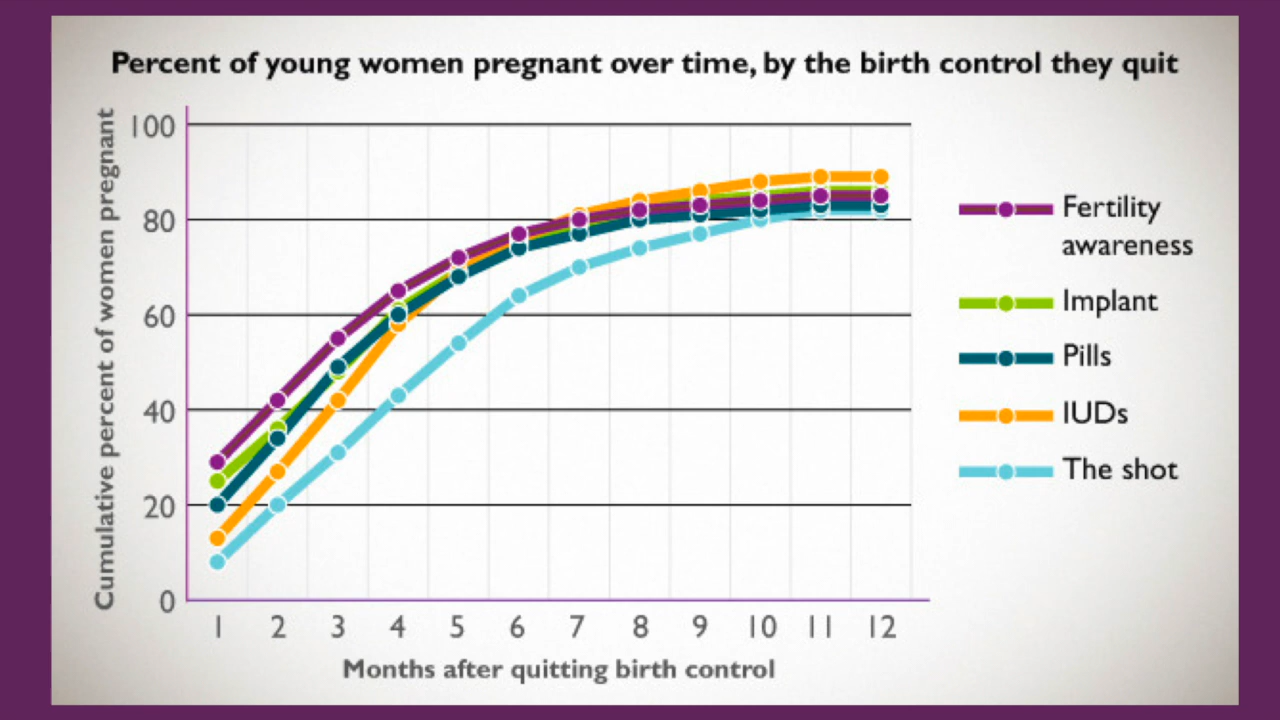 Percent of young women pregnant over time, by the birth control they quit
Cumulative percent of women pregnant
100
80
60
40
20
0
1 2 3 4 5 6 7 8 9 10 11 12
Months after quitting birth control
Fertility
awareness
Implant
Pills
IUDs
The shot